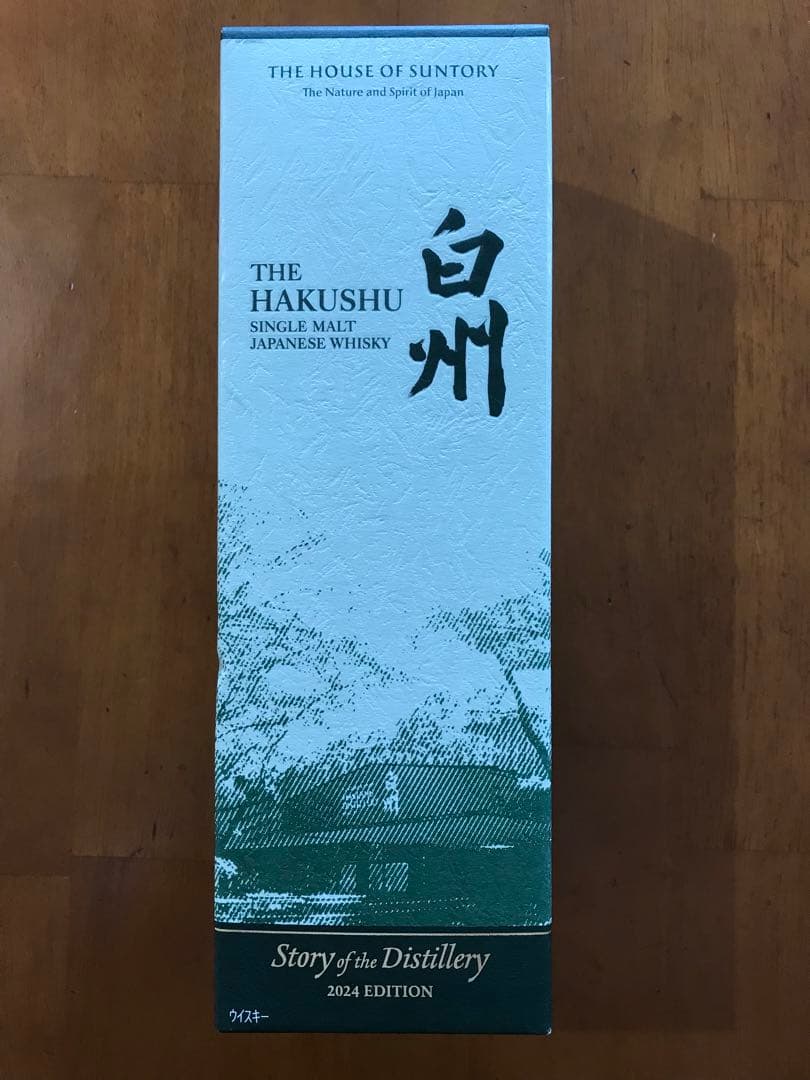 THE HOUSE OF SUNTORY
The Nature and Spirit of Japan
白州
THE
HAKUSHU
SINGLE MALT
JAPANESE WHISKY
Story of the Distillery
2024 EDITION
ウイスキー